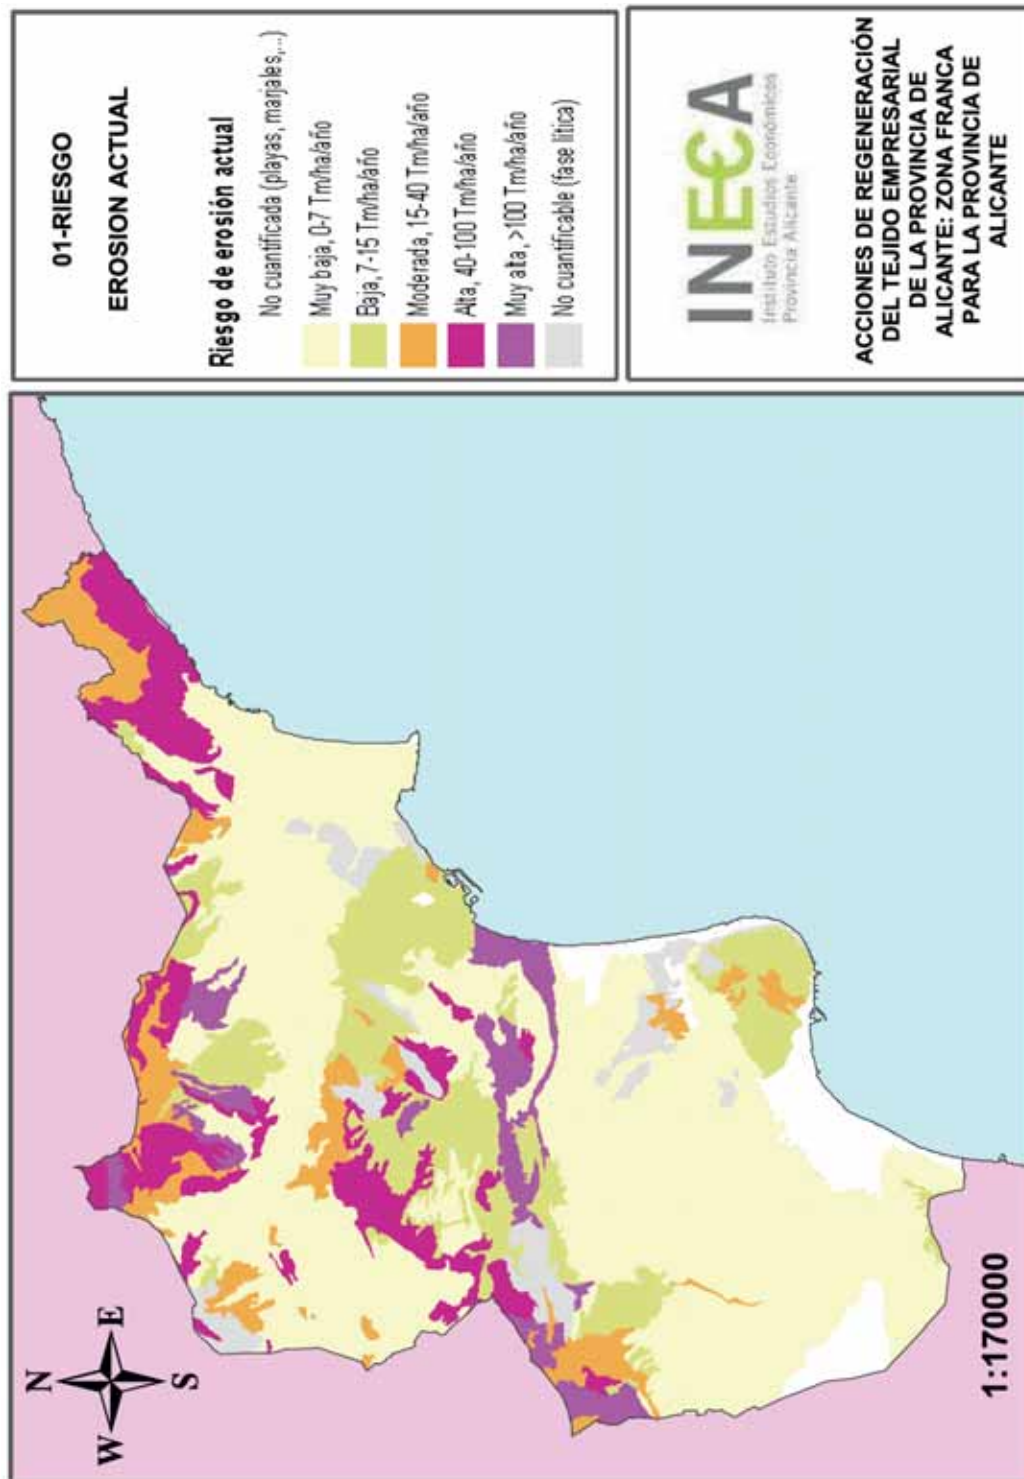 01-RIESGO
EROSION ACTUAL
Riesgo de erosión actual
No cuantificada (playas, marjales,...)
Muy baja, 0-7 Tm/ha/año
Baja, 7-15 Tm/ha/año
Moderada, 15-40 Tm/ha/año
Alta, 40-100 Tm/ha/año
Muy alta, >100 Tm/ha/año
No cuantificable (fase lítica)
INECA
Instituto Estudios Económicos
Provincia Alicante
ACCIONES DE REGENERACIÓN
DEL TEJIDO EMPRESARIAL
DE LA PROVINCIA DE
ALICANTE: ZONA FRANCA
PARA LA PROVINCIA DE
ALICANTE
N
W
E
S
1:170000